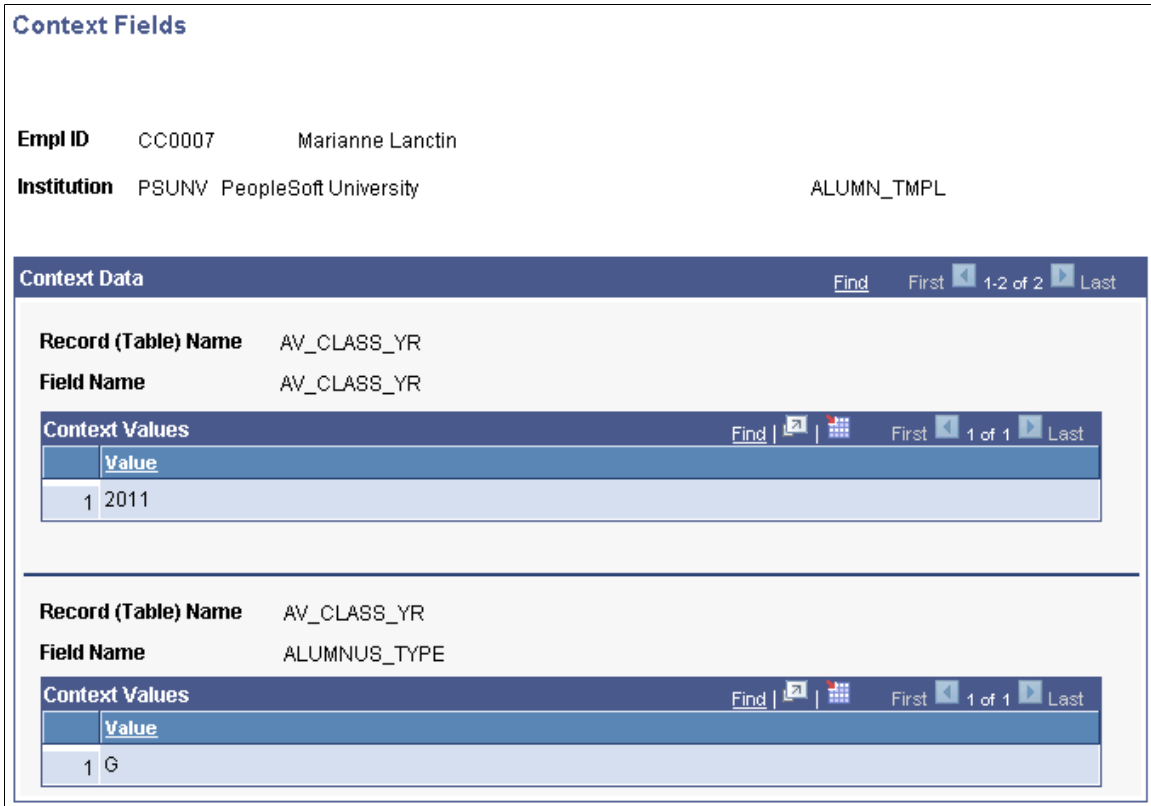 Context Fields
Empl ID CC0007 Marianne Lanctin
Institution PSUNV PeopleSoft University ALUMN_TMPL
Context Data Find First 1-2 of 2 Last
Record (Table) Name AV_CLASS_YR
Field Name AV_CLASS_YR
Context Values Find | | First 1 of 1 Last
Value
1 2011
Record (Table) Name AV_CLASS_YR
Field Name ALUMNUS_TYPE
Context Values Find | | First 1 of 1 Last
Value
1 G